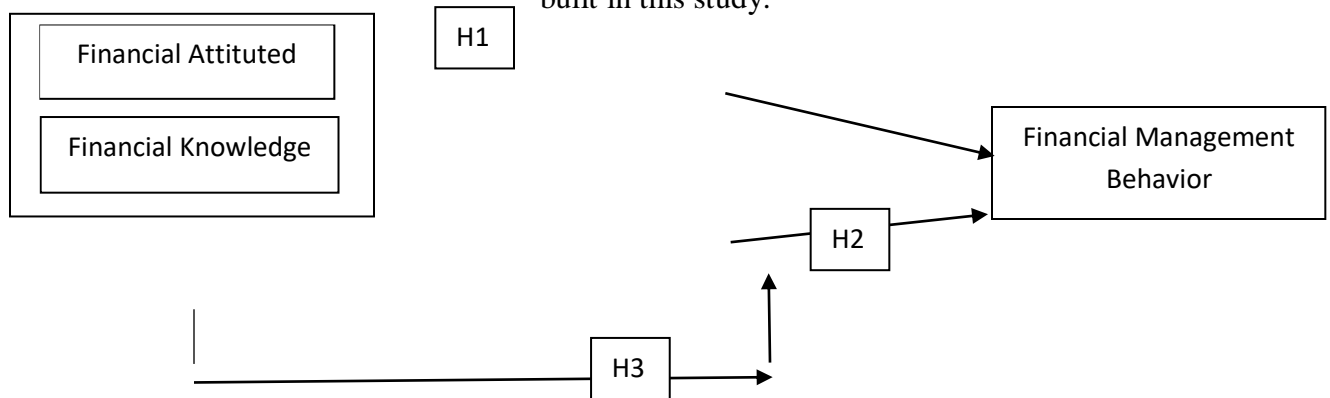 built in this study.
Financial Attituted
H1
Financial Knowledge
Financial Management
Behavior
H2
H3